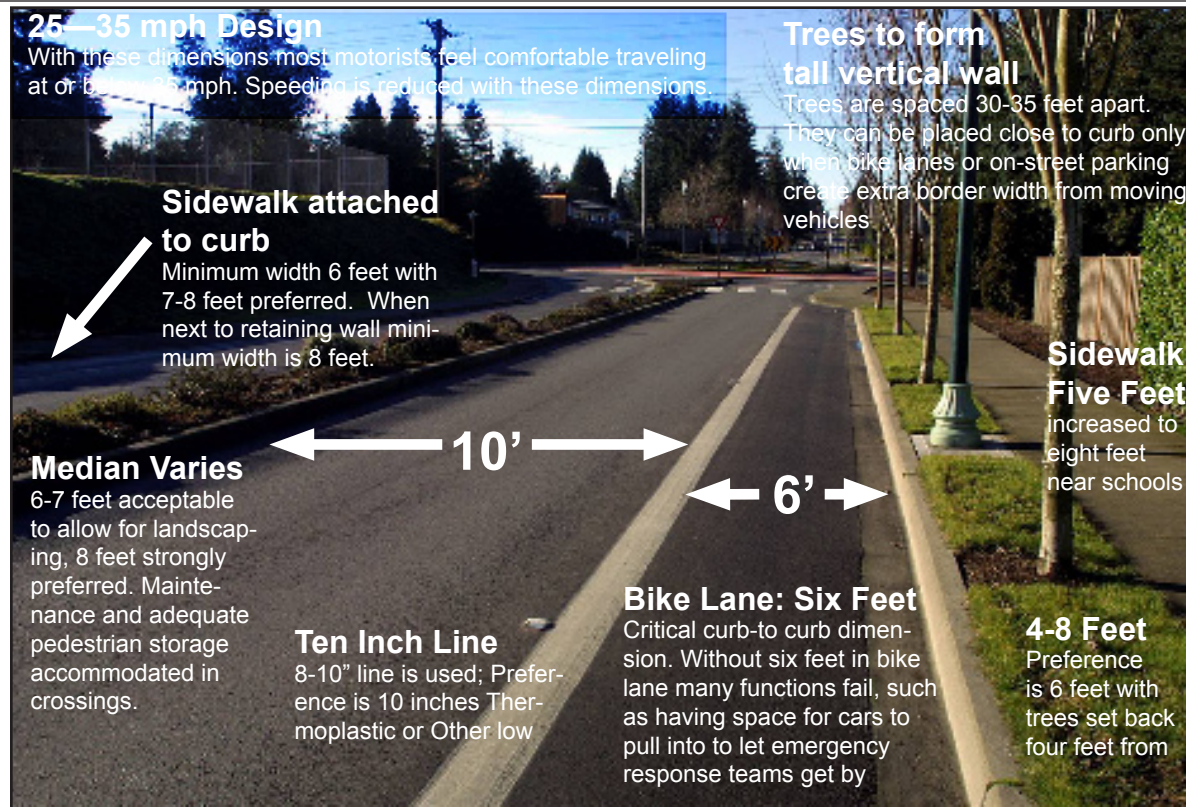 25—35 mph Design
With these dimensions most motorists feel comfortable traveling
at or below 35 mph. Speeding is reduced with these dimensions.
Trees to form
tall vertical wall
Trees are spaced 30-35 feet apart.
They can be placed close to curb only
when bike lanes or on-street parking
create extra border width from moving
vehicles
Sidewalk attached
to curb
Minimum width 6 feet with
7-8 feet preferred.  When
next to retaining wall mini-
mum width is 8 feet.
Sidewalk
Five Feet
increased to
eight feet
near schools
10’
6’
Median Varies
6-7 feet acceptable
to allow for landscap-
ing, 8 feet strongly
preferred. Mainte-
nance and adequate
pedestrian storage
accommodated in
crossings.
Ten Inch Line
8-10” line is used; Prefer-
ence is 10 inches Ther-
moplastic or Other low
Bike Lane: Six Feet
Critical curb-to curb dimen-
sion. Without six feet in bike
lane many functions fail, such
as having space for cars to
pull into to let emergency
response teams get by
4-8 Feet
Preference
is 6 feet with
trees set back
four feet from